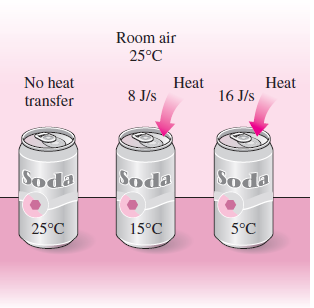 Room air
25°C
No heat
transfer
8 J/s
Heat
16 J/s
Heat
Soda
Soda
Soda
25°C
15°C
5°C